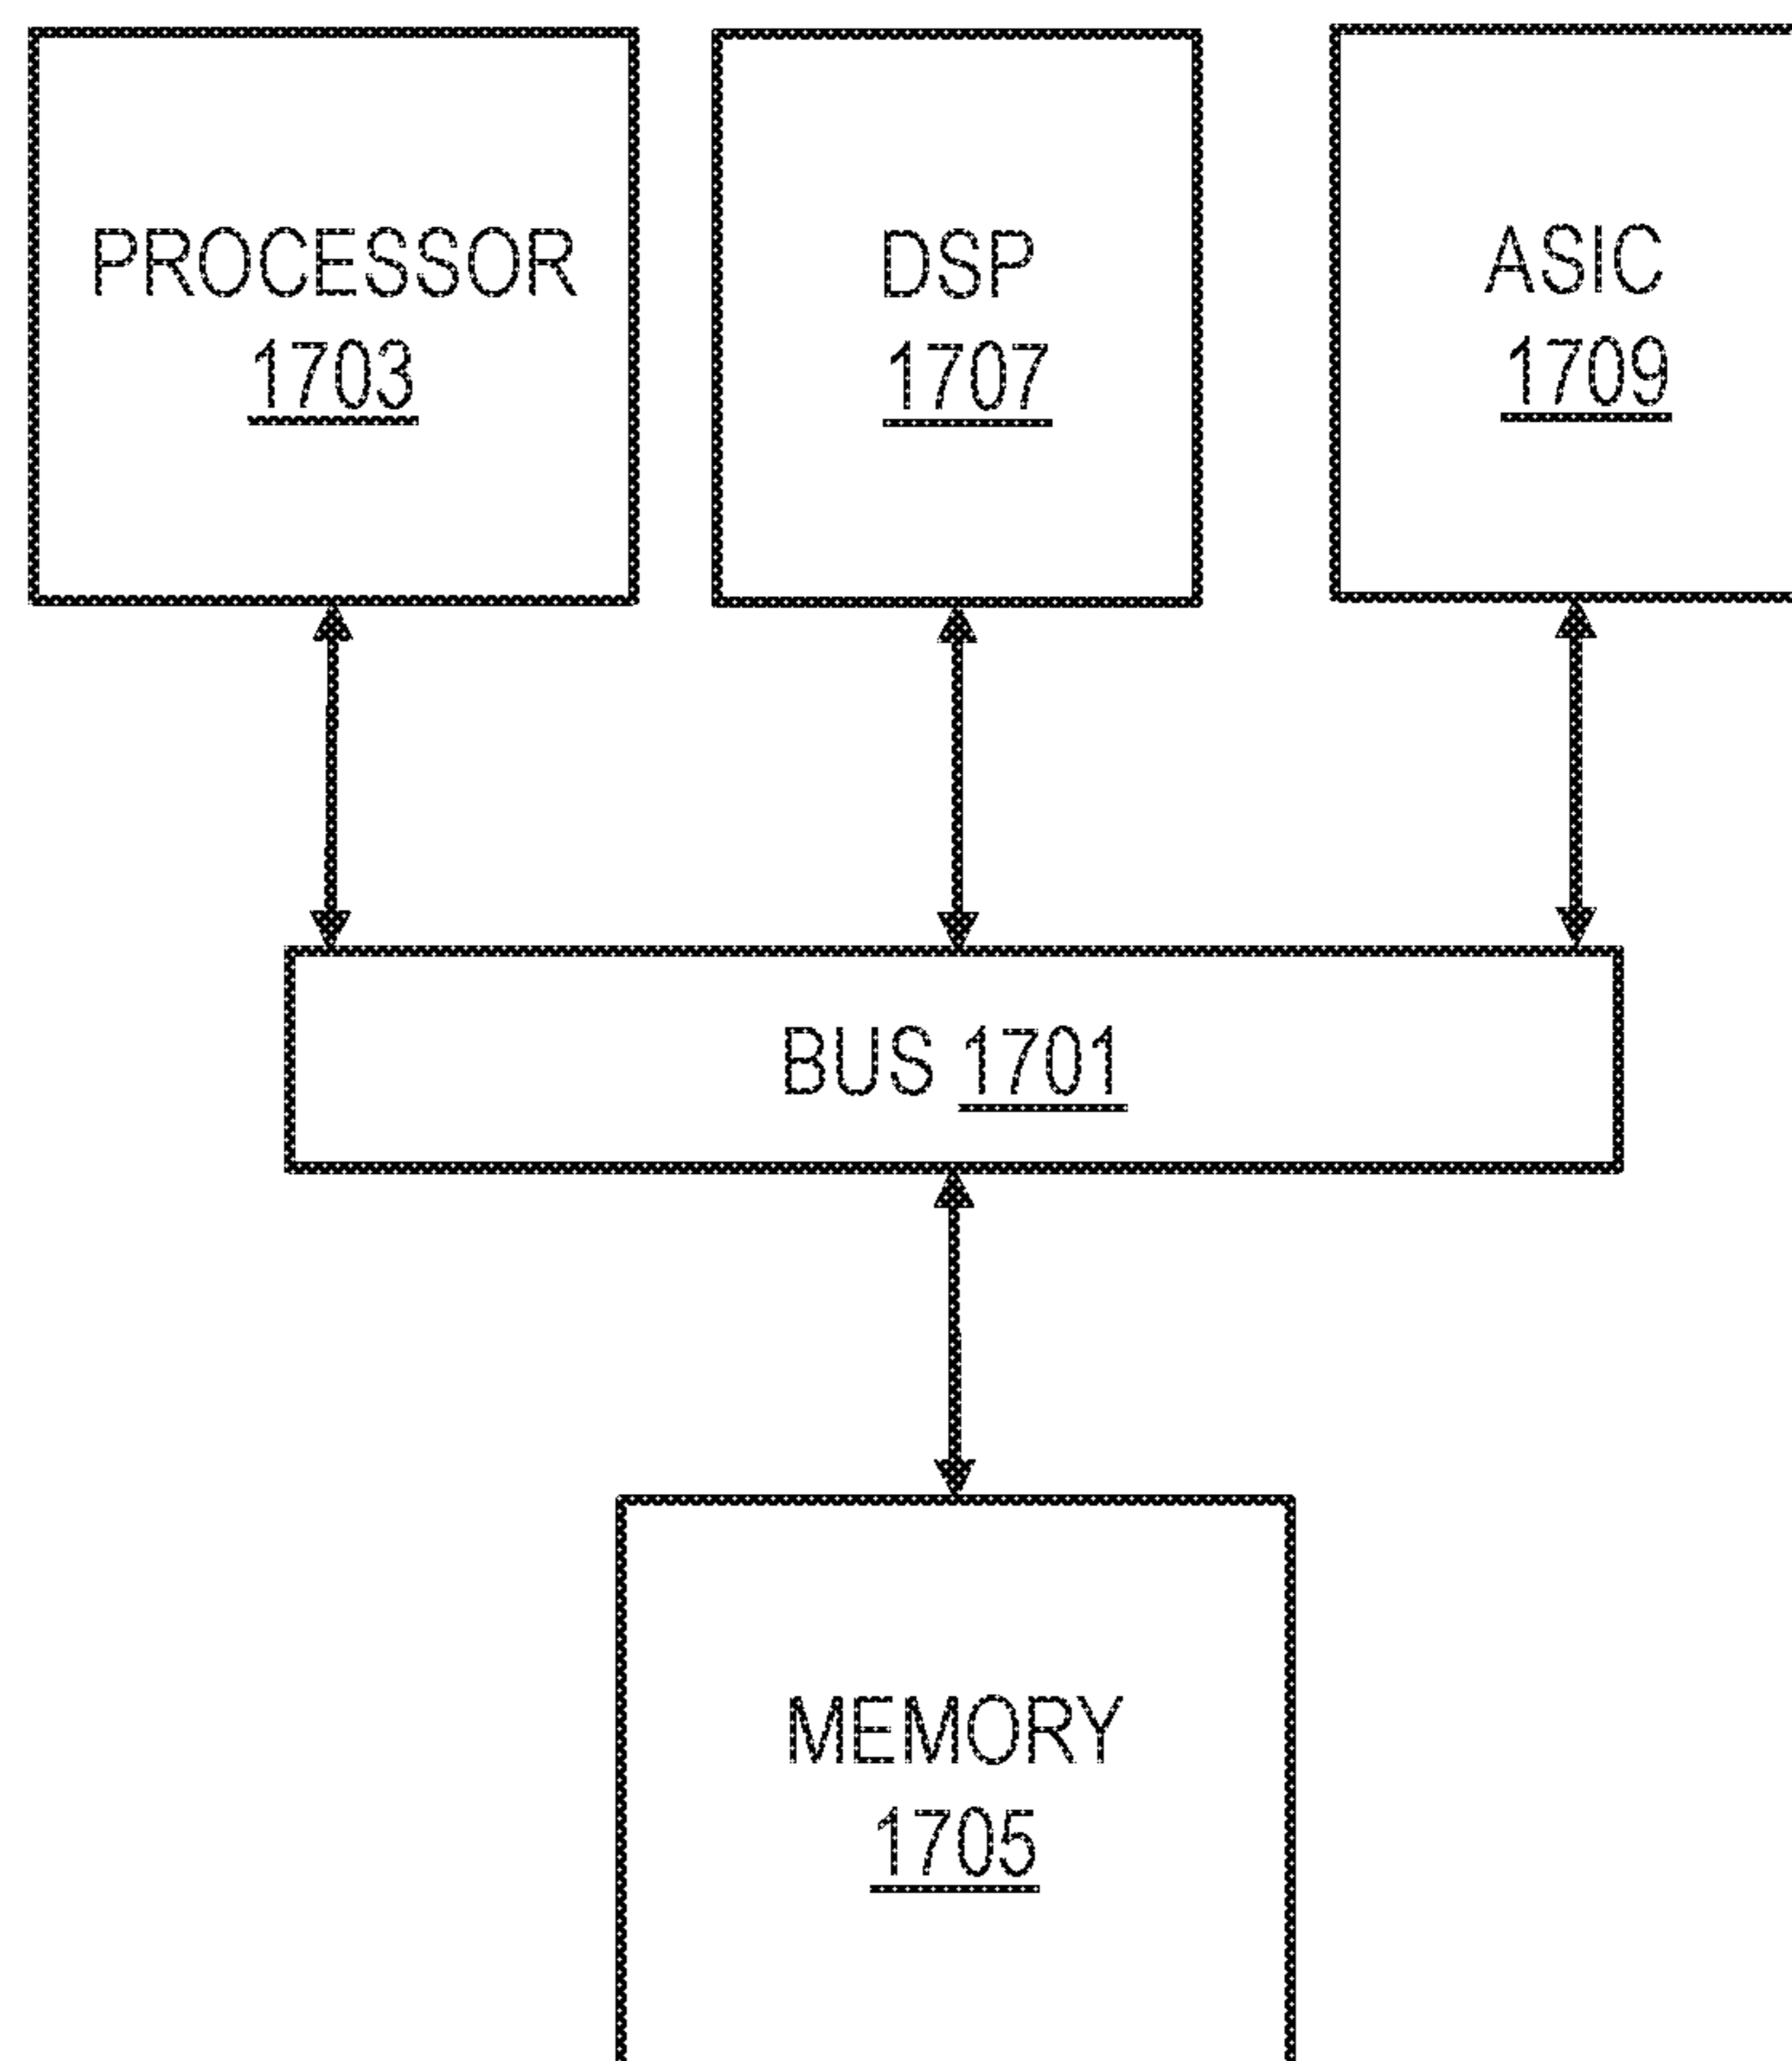 PROCESSOR
1703
DSP
1707
ASIC
1709
BUS 1701
MEMORY
1705